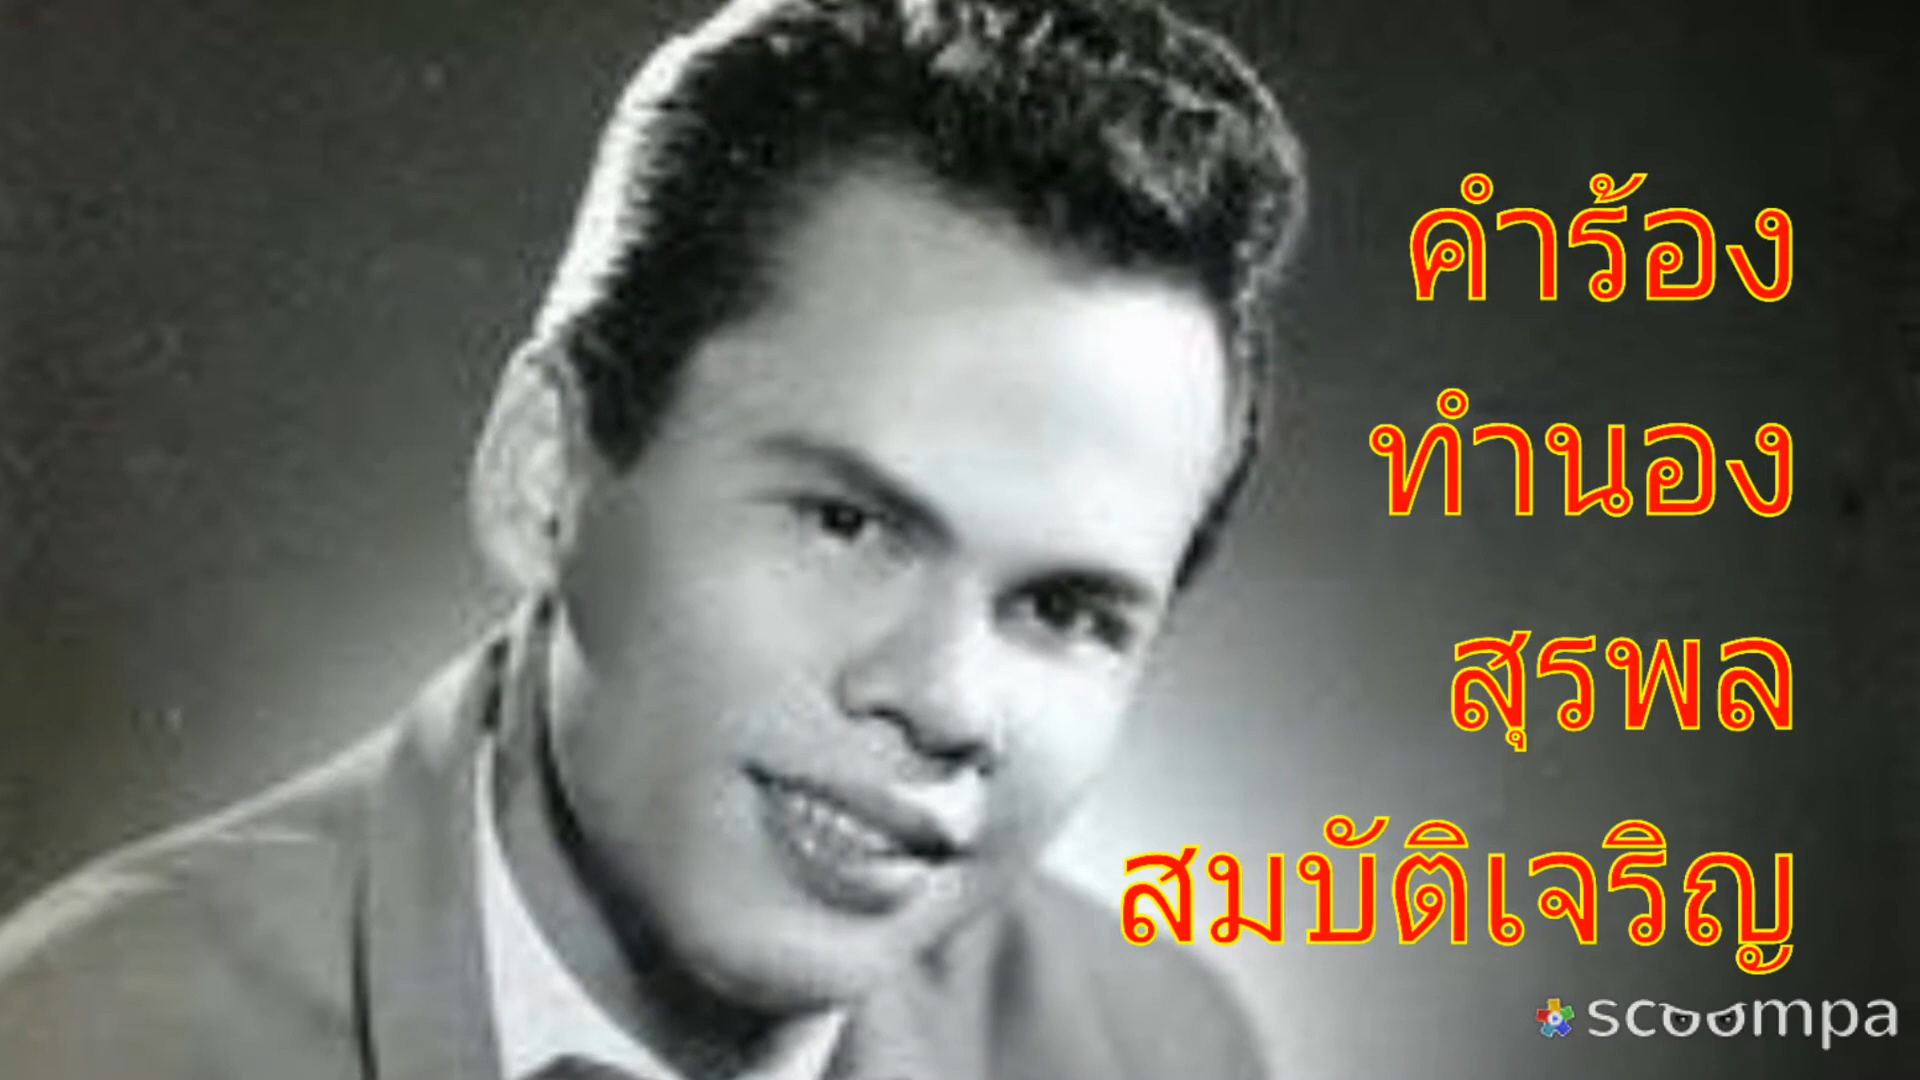 คำร้อง
ทำนอง
สุรพล
สมบัติเจริญ
scoompa